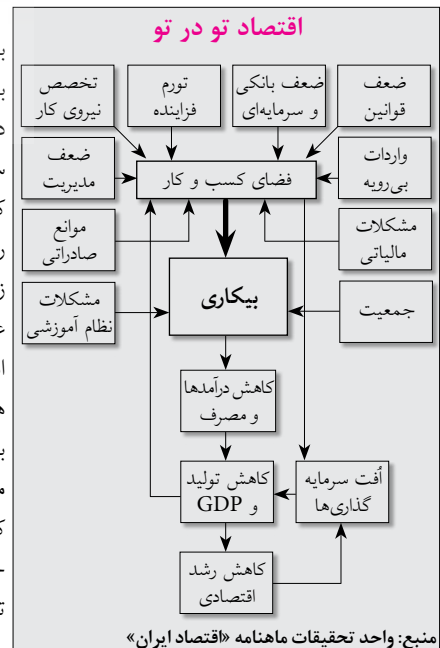 اقتصاد تو در تو
ضعف
قوانین
ضعف بانکی
و سرمایه‌ای
تورم
فزاینده
تخصص
نیروی کار
واردات
بی‌رویه
فضای کسب و کار
ضعف
مدیریت
مشکلات
مالیاتی
موانع
صادراتی
جمعیت
بیکاری
مشکلات
نظام آموزشی
کاهش درآمدها
و مصرف
اُفت سرمایه
گذاری‌ها
کاهش تولید
و GDP
کاهش رشد
اقتصادی
منبع: واحد تحقیقات ماهنامه «اقتصاد ایران»